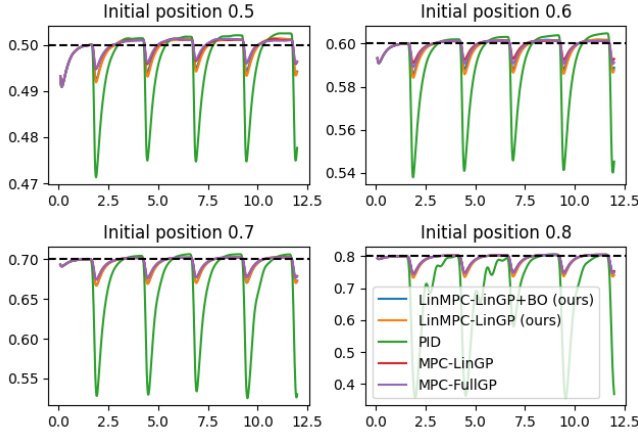 Initial position 0.5
0.50
0.49
0.48
0.47
0.0 2.5 5.0 7.5 10.0 12.5
Initial position 0.6
0.60
0.58
0.56
0.54
0.0 2.5 5.0 7.5 10.0 12.5
Initial position 0.7
0.70
0.65
0.60
0.55
0.0 2.5 5.0 7.5 10.0 12.5
Initial position 0.8
0.8
0.7
0.6
0.5
0.4
LinMPC-LinGP+BO (ours)
LinMPC-LinGP (ours)
PID
MPC-LinGP
MPC-FullGP
0.0 2.5 5.0 7.5 10.0 12.5